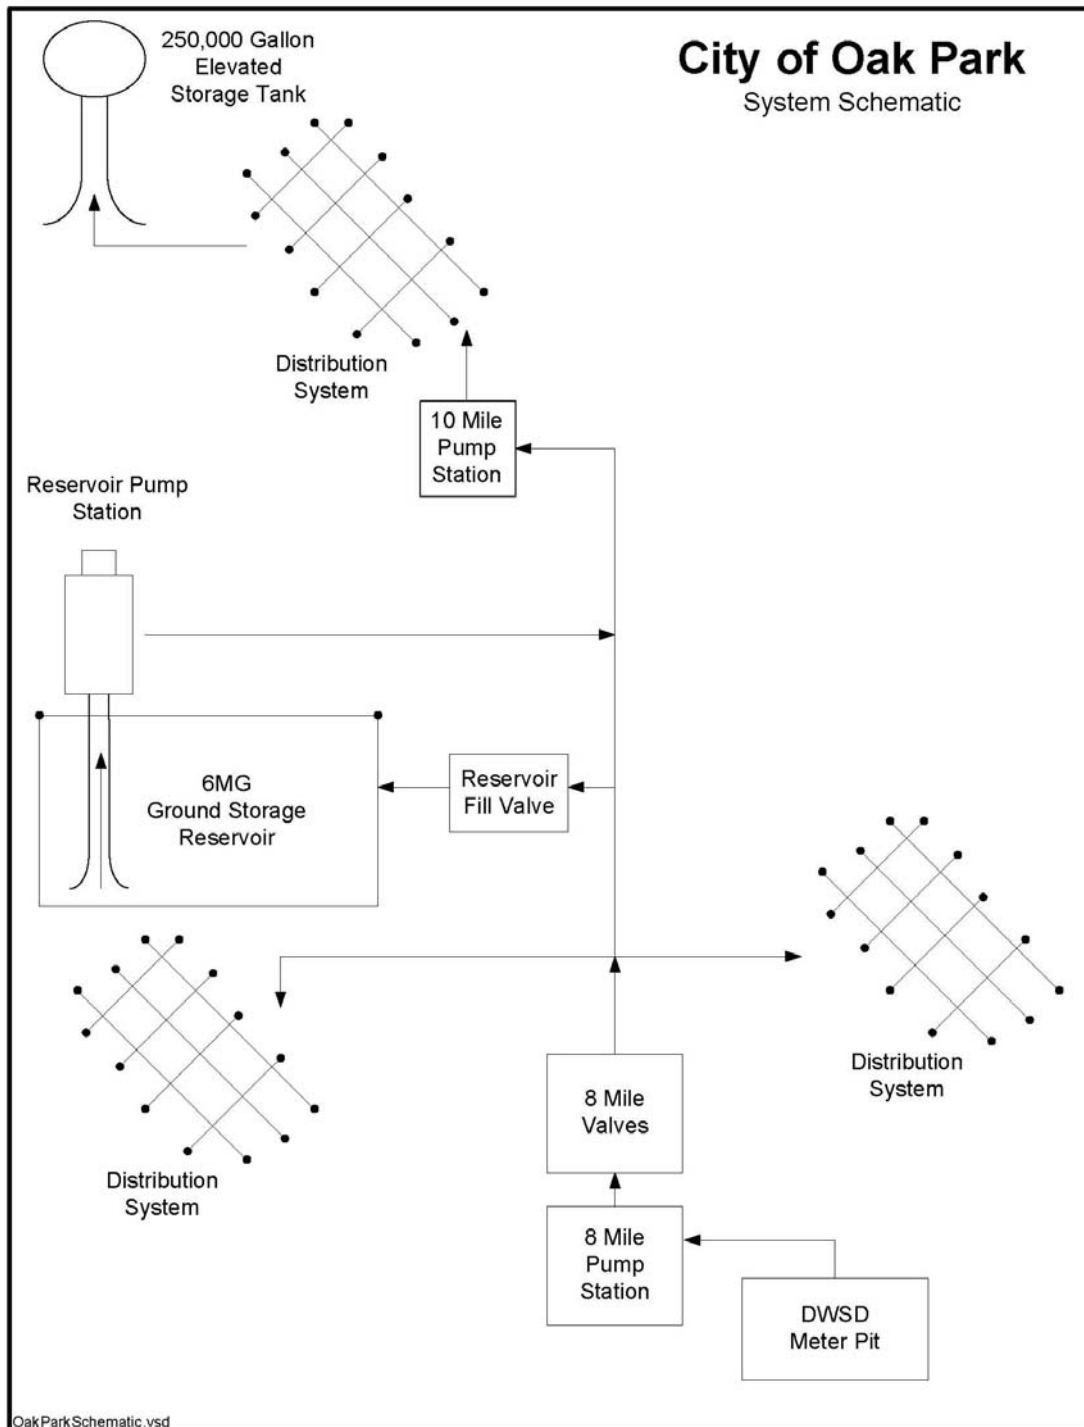 250,000 Gallon
Elevated
Storage Tank
City of Oak Park
System Schematic
Distribution
System
10 Mile
Pump
Station
Reservoir Pump
Station
6MG
Ground Storage
Reservoir
Reservoir
Fill Valve
Distribution
System
8 Mile
Valves
Distribution
System
8 Mile
Pump
Station
DWSD
Meter Pit
OakParkSchematic.vsd